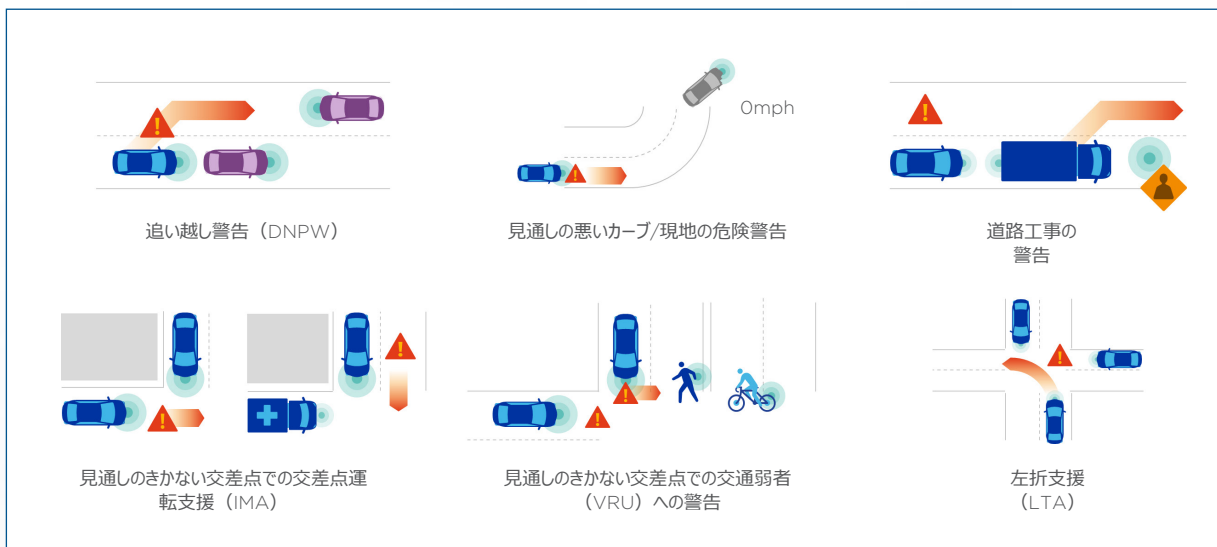 0mph
追い越し警告（DNPW）
見通しの悪いカーブ/現地の危険警告
道路工事の
警告
見通しのきかない交差点での交差点運
転支援（IMA）
見通しのきかない交差点での交通弱者
（VRU）への警告
左折支援
（LTA）